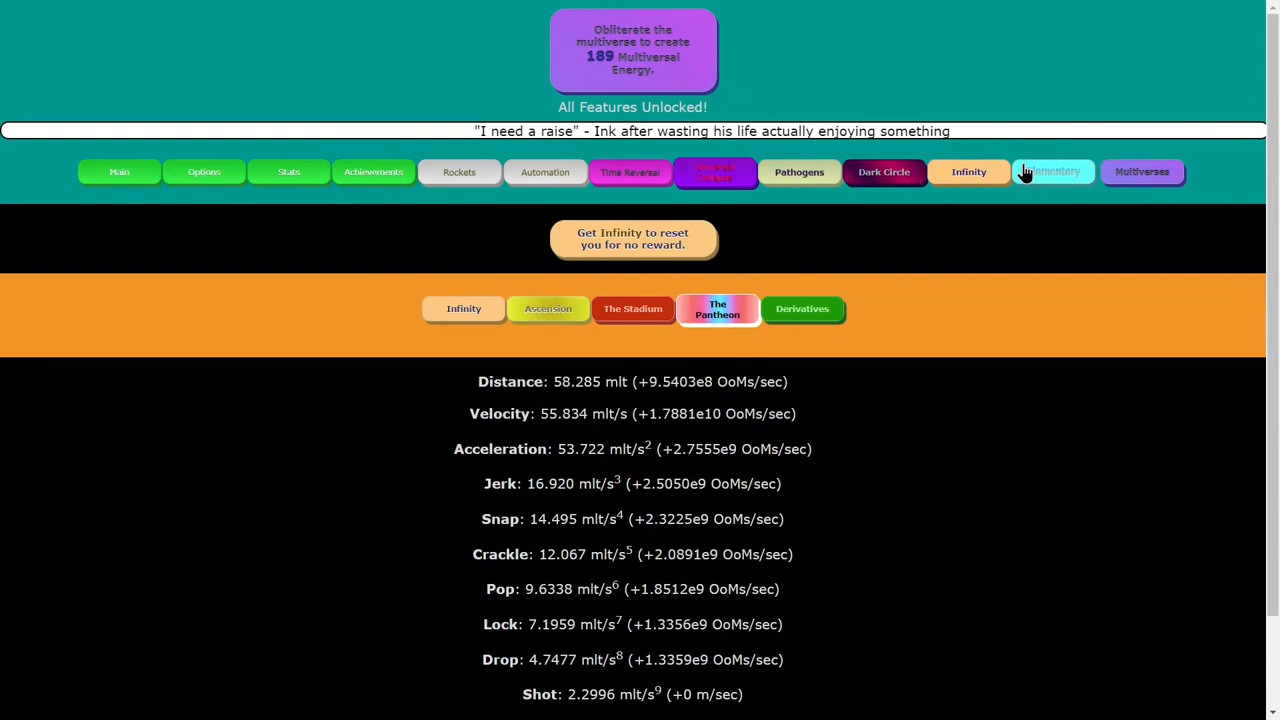 Obliterate the
multiverse to create
189 Multiversal
Energy.
All Features Unlocked!
"I need a raise" - Ink after wasting his life actually enjoying something
Main Options Stats Achievements Rockets Automation Time Reversal Pathogens Dark Circle Infinity Elementary Multiverses
Get Infinity to reset
you for no reward.
Infinity Ascension The Stadium The Pantheon Derivatives
Distance: 58.285 mlt (+9.5403e8 OoMs/sec)
Velocity: 55.834 mlt/s (+1.7881e10 OoMs/sec)
Acceleration: 53.722 mlt/s² (+2.7555e9 OoMs/sec)
Jerk: 16.920 mlt/s³ (+2.5050e9 OoMs/sec)
Snap: 14.495 mlt/s⁴ (+2.3225e9 OoMs/sec)
Crackle: 12.067 mlt/s⁵ (+2.0891e9 OoMs/sec)
Pop: 9.6338 mlt/s⁶ (+1.8512e9 OoMs/sec)
Lock: 7.1959 mlt/s⁷ (+1.3356e9 OoMs/sec)
Drop: 4.7477 mlt/s⁸ (+1.3359e9 OoMs/sec)
Shot: 2.2996 mlt/s⁹ (+0 m/sec)